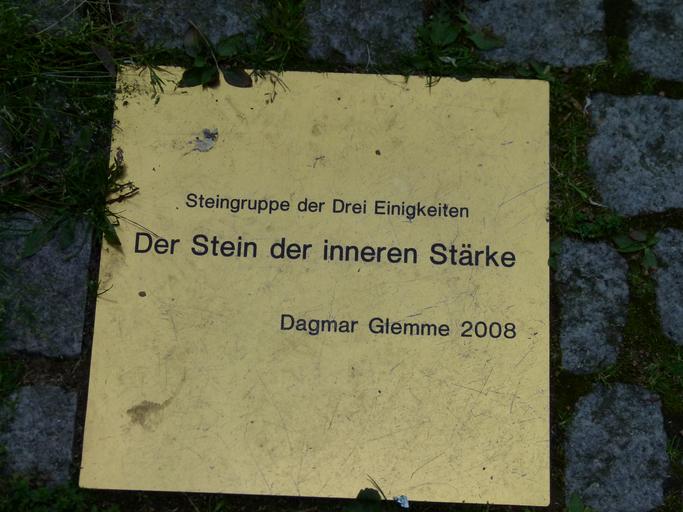 Steingruppe der Drei Einigkeiten
Der Stein der inneren Stärke
Dagmar Glemme 2008